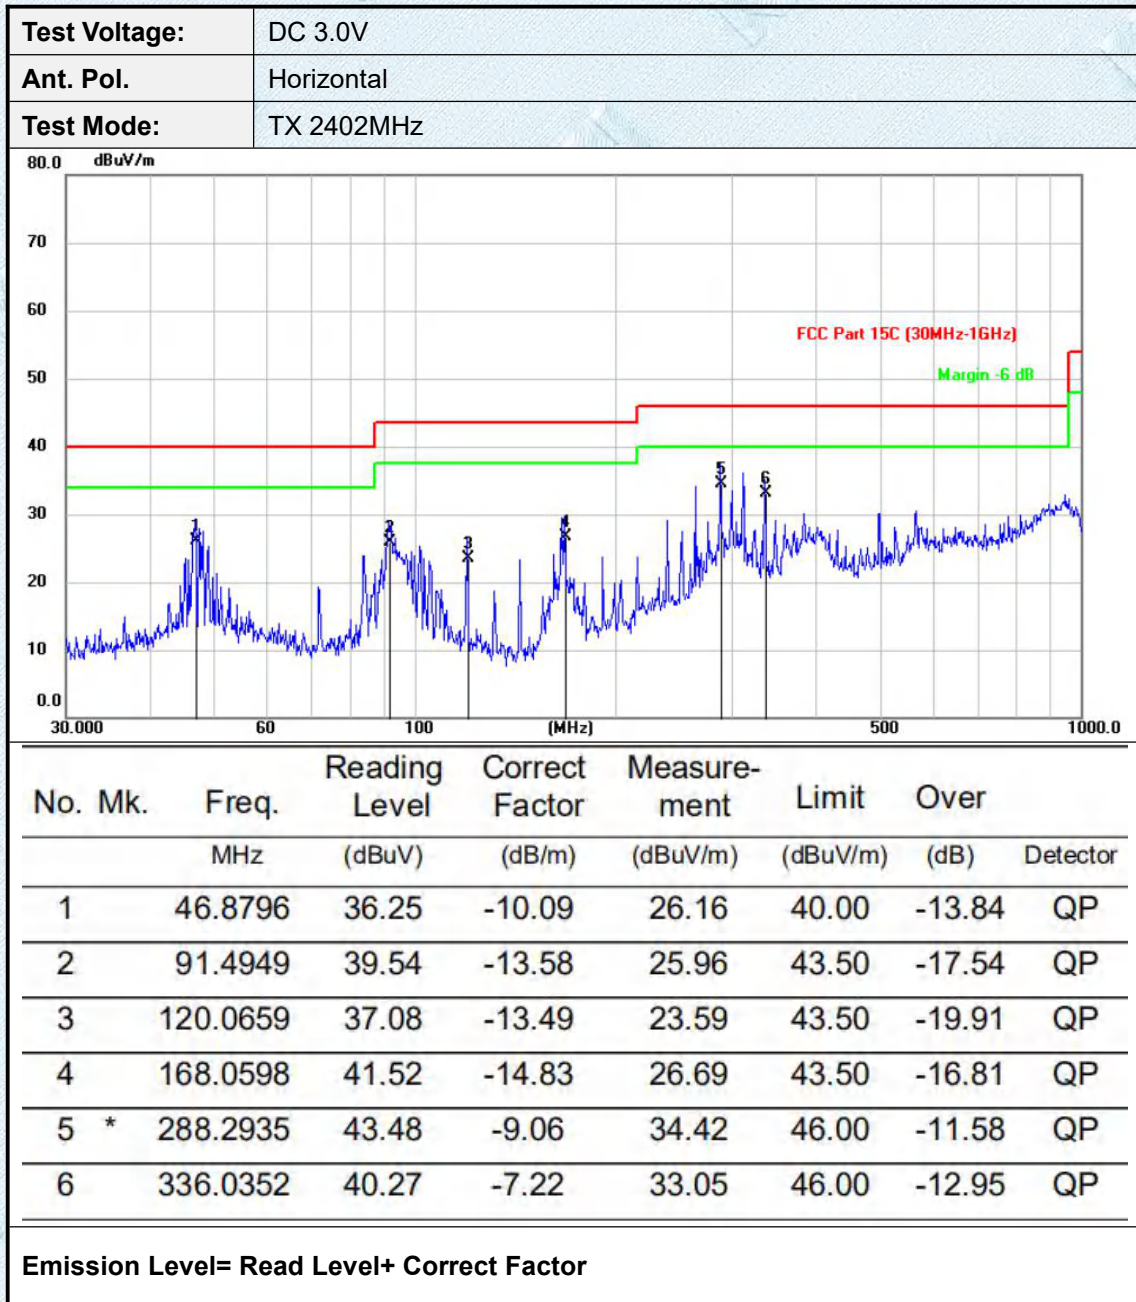 Test Voltage: DC 3.0V
Ant. Pol. Horizontal
Test Mode: TX 2402MHz
80.0 dBuV/m
70
60
FCC Part 15C (30MHz-1GHz)
50
Margin -6 dB
40
30
20
10
0.0
1 2 3 4 5 6
30.000 60 100 (MHz) 500 1000.0
No. Mk. Freq. Reading Level Correct Factor Measure-ment Limit Over
MHz (dBuV) (dB/m) (dBuV/m) (dBuV/m) (dB) Detector
1 46.8796 36.25 -10.09 26.16 40.00 -13.84 QP
2 91.4949 39.54 -13.58 25.96 43.50 -17.54 QP
3 120.0659 37.08 -13.49 23.59 43.50 -19.91 QP
4 168.0598 41.52 -14.83 26.69 43.50 -16.81 QP
5 * 288.2935 43.48 -9.06 34.42 46.00 -11.58 QP
6 336.0352 40.27 -7.22 33.05 46.00 -12.95 QP
Emission Level= Read Level+ Correct Factor